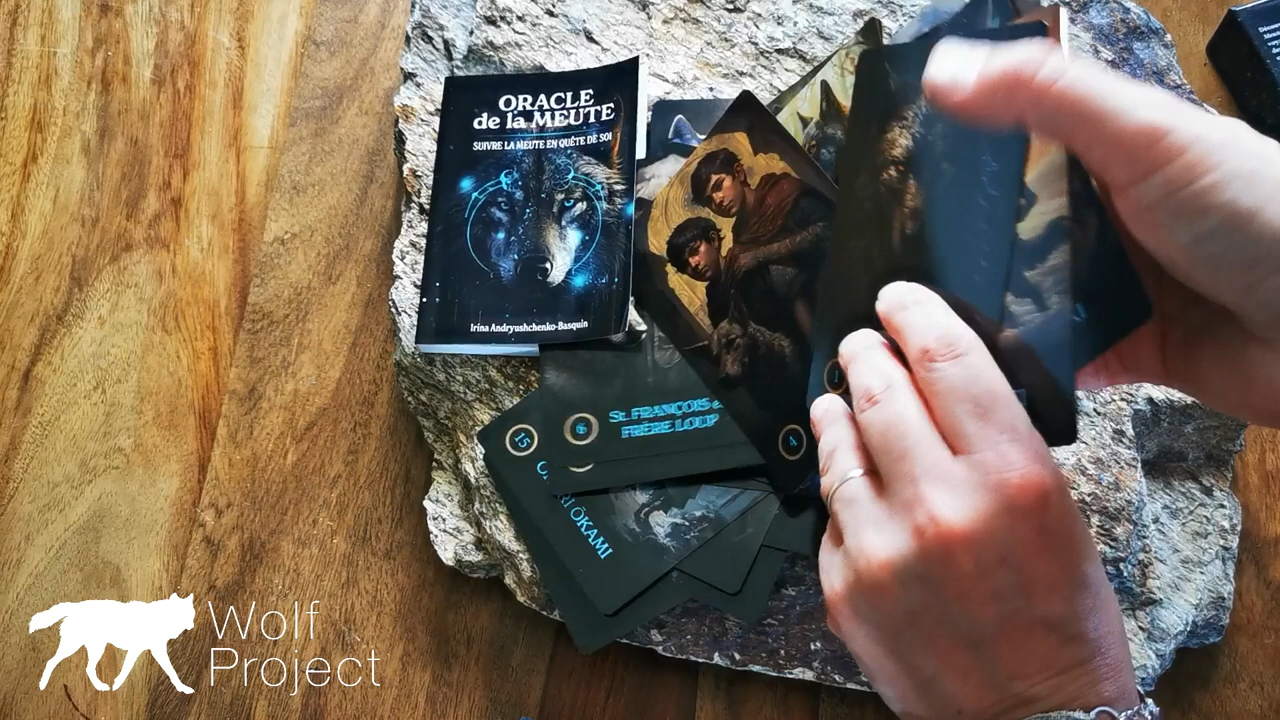 ORACLE
de la MEUTE
SUIVRE LA MEUTE EN QUÊTE DE SOI
Irina Andryushchenko-Basquin
4
1
6
St. FRANÇOIS
FRÈRE LOUP
15
ŌKAMI
Wolf
Project